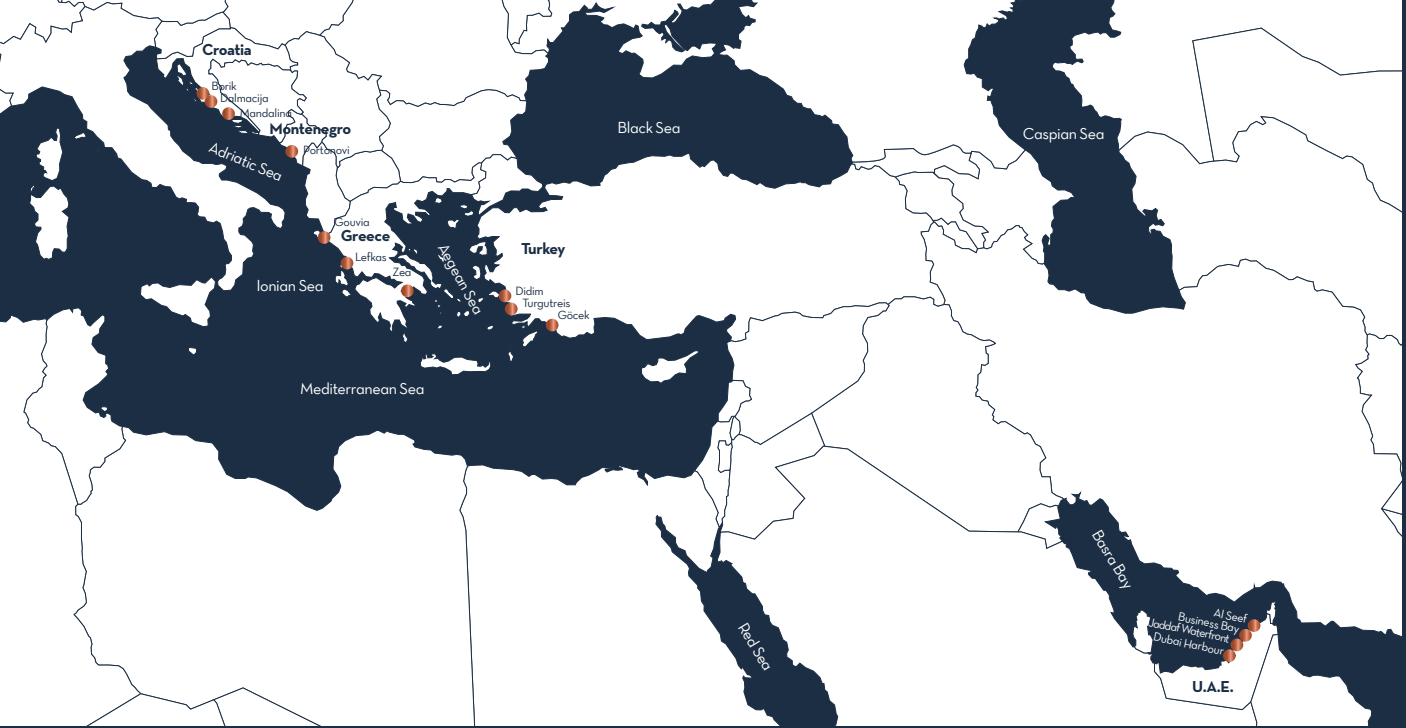 Croatia
Borik
Dalmacija
Mandalina
Montenegro
Portonovi
Adriatic Sea
Black Sea
Caspian Sea
Gouvia
Greece
Lefkas
Zea
Aegean Sea
Turkey
Ionian Sea
Didim
Turgutreis
Göcek
Mediterranean Sea
Basra Bay
Red Sea
Al Seef
Business Bay
Jaddaf Waterfront
Dubai Harbour
U.A.E.